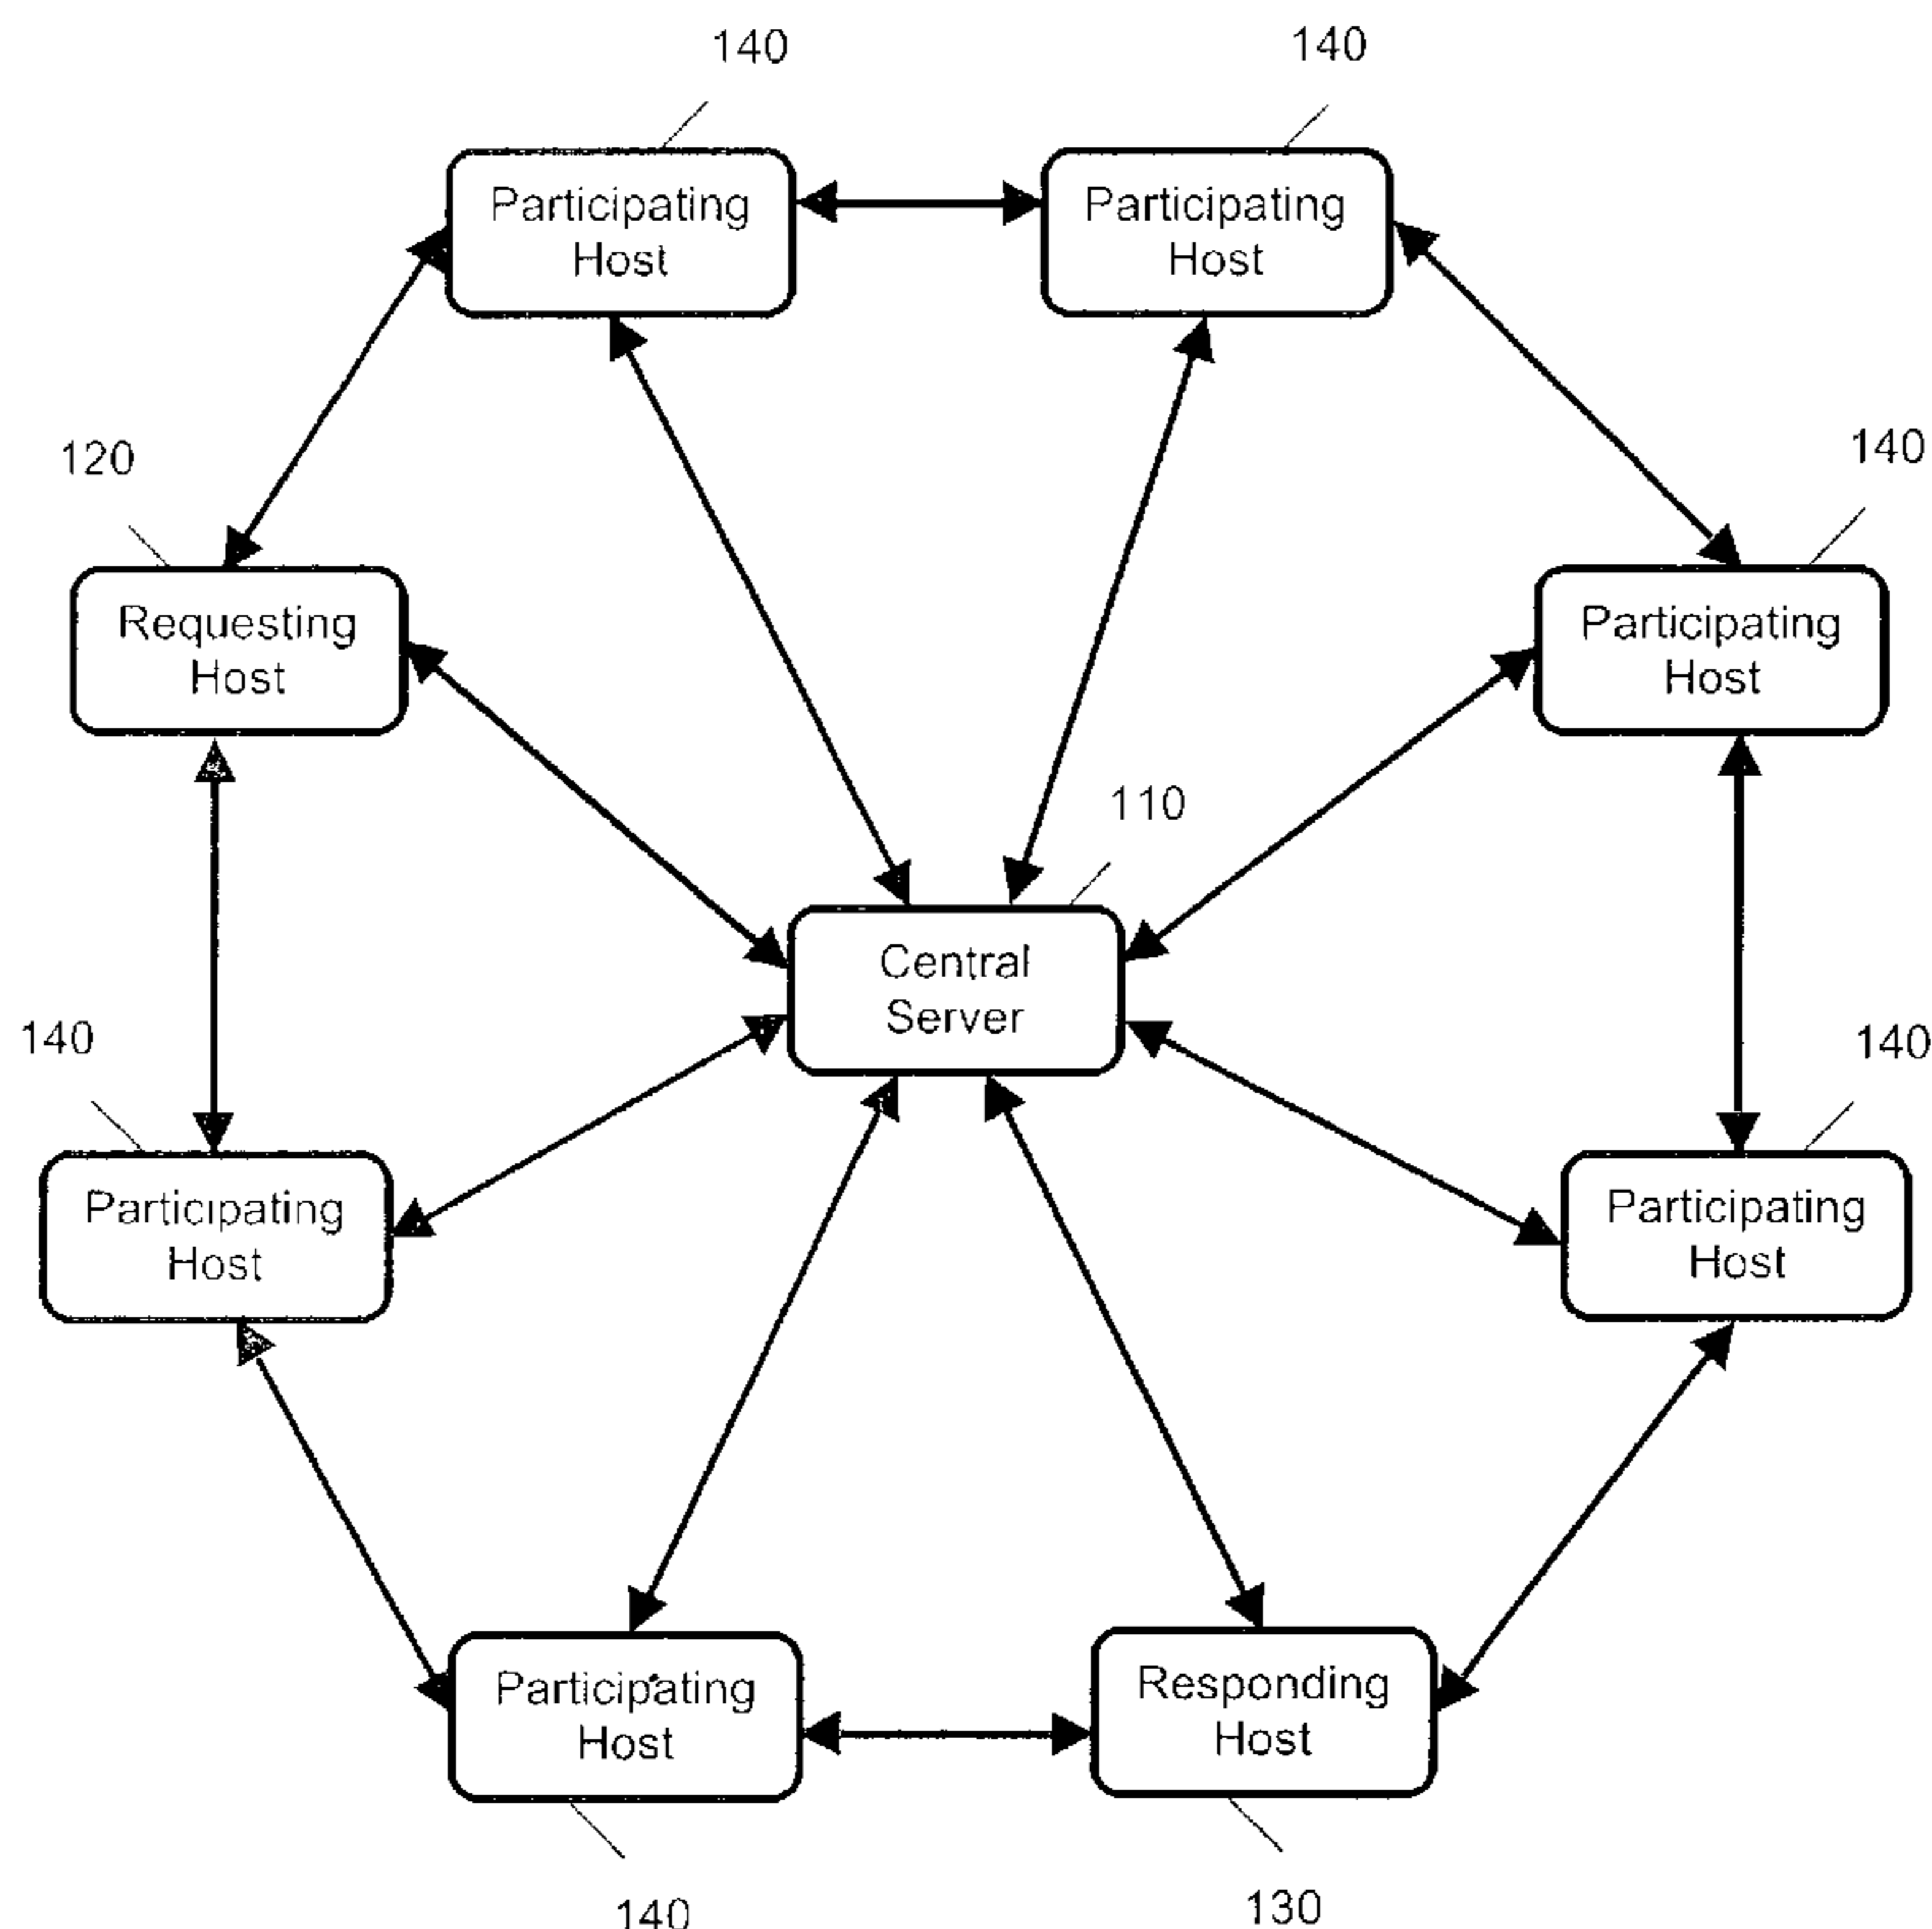 140
140
Participating
Host
Participating
Host
120
140
Requesting
Host
Participating
Host
110
Central
Server
140
140
Participating
Host
Participating
Host
Participating
Host
Responding
Host
140
130